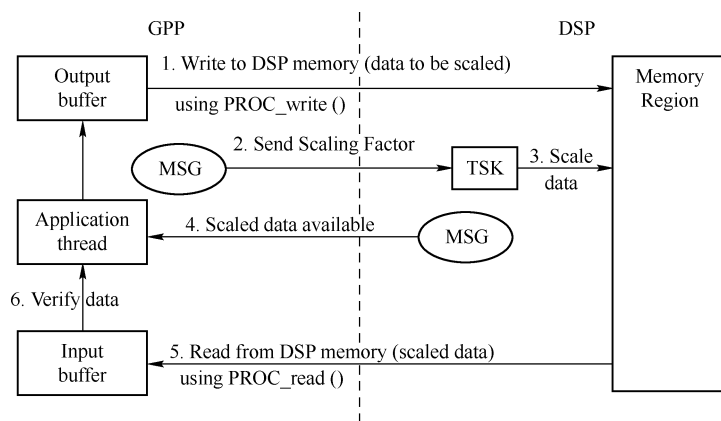 GPP
DSP
Output
buffer
1. Write to DSP memory (data to be scaled)
using PROC_write ()
Memory
Region
2. Send Scaling Factor
MSG
TSK
3. Scale
data
Application
thread
4. Scaled data available
MSG
6. Verify data
Input
buffer
5. Read from DSP memory (scaled data)
using PROC_read ()